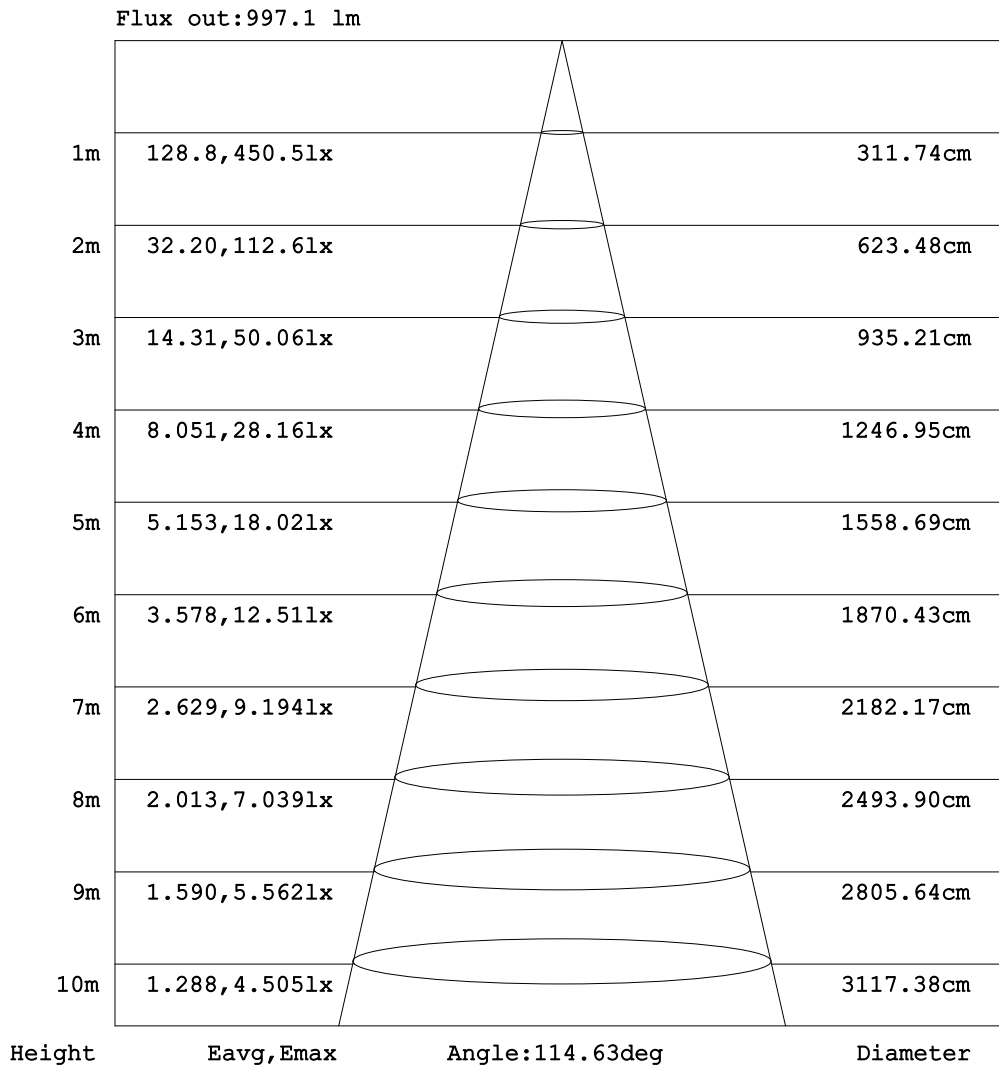 Flux out:997.1 lm
1m 128.8,450.5lx 311.74cm
2m 32.20,112.6lx 623.48cm
3m 14.31,50.06lx 935.21cm
4m 8.051,28.16lx 1246.95cm
5m 5.153,18.02lx 1558.69cm
6m 3.578,12.51lx 1870.43cm
7m 2.629,9.194lx 2182.17cm
8m 2.013,7.039lx 2493.90cm
9m 1.590,5.562lx 2805.64cm
10m 1.288,4.505lx 3117.38cm
Height Eavg,Emax Angle:114.63deg Diameter